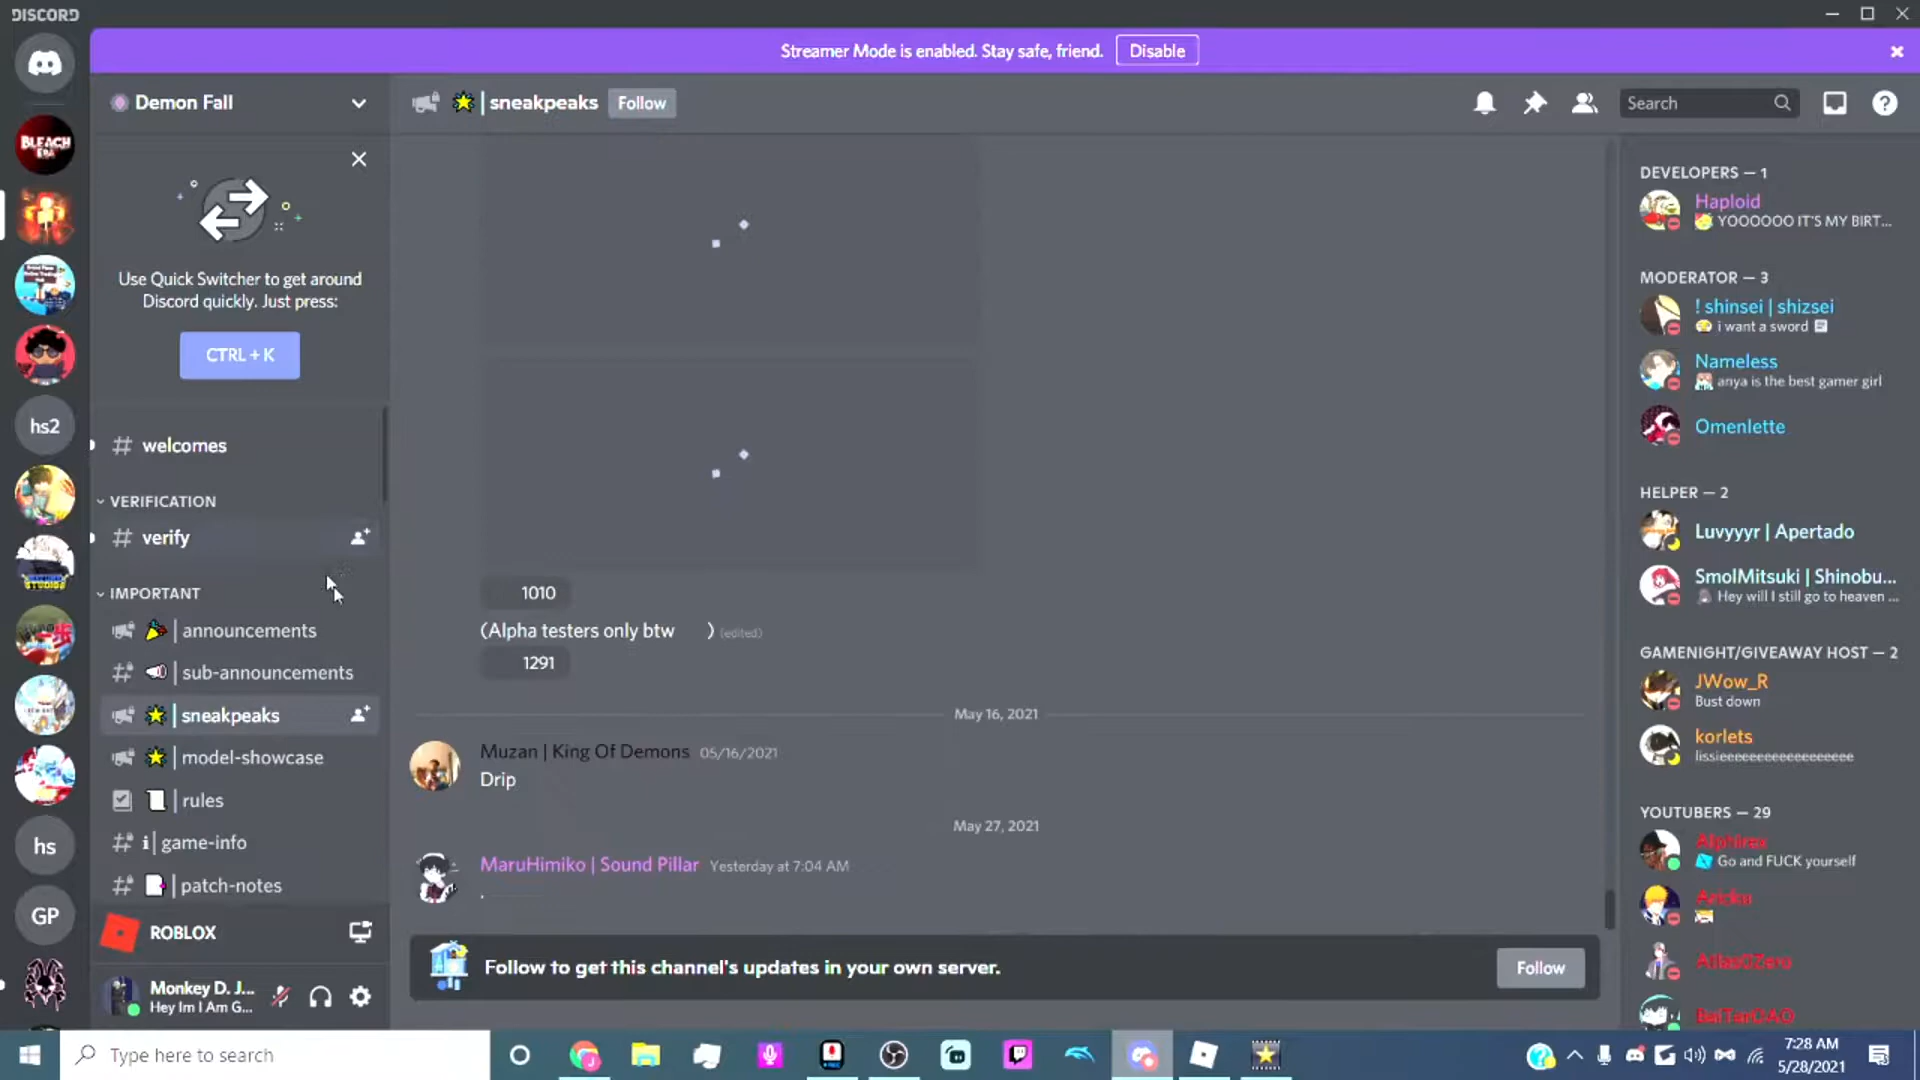 DISCORD
Streamer Mode is enabled. Stay safe, friend.
Disable
Demon Fall
sneakpeaks
Follow
Search
BLEACH ERA
Use Quick Switcher to get around
Discord quickly. Just press:
CTRL + K
hs2
welcomes
VERIFICATION
verify
IMPORTANT
announcements
sub-announcements
sneakpeaks
model-showcase
rules
game-info
patch-notes
hs
GP
ROBLOX
Monkey D. J...
Hey Im I Am G...
1010
(Alpha testers only btw ) (edited)
1291
May 16, 2021
Muzan | King Of Demons 05/16/2021
Drip
May 27, 2021
MaruHimiko | Sound Pillar Yesterday at 7:04 AM
.
Follow to get this channel's updates in your own server.
Follow
DEVELOPERS — 1
Haploid
YOOOOOO IT'S MY BIRT...
MODERATOR — 3
! shinsei | shizsei
i want a sword
Nameless
anya is the best gamer girl
Omenlette
HELPER — 2
Luvyyyr | Apertado
SmolMitsuki | Shinobu...
Hey will I still go to heaven ...
GAMENIGHT/GIVEAWAY HOST — 2
JWow_R
Bust down
korlets
lissieeeeeeeeeeeeeeeeeee
YOUTUBERS — 29
Go and FUCK yourself
Type here to search
7:28 AM
5/28/2021